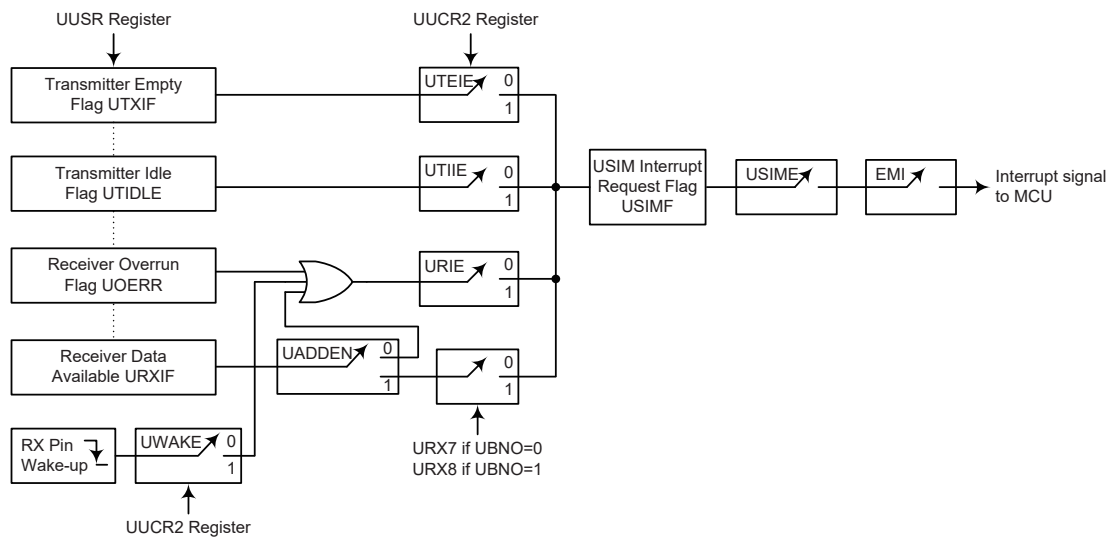 UUSR Register
UUCR2 Register
Transmitter Empty
Flag UTXIF
UTEIE
0
1
Transmitter Idle
Flag UTIDLE
UTIIE
0
1
USIM Interrupt
Request Flag
USIMF
USIME
EMI
Interrupt signal
to MCU
Receiver Overrun
Flag UOERR
URIE
0
1
Receiver Data
Available URXIF
UADDEN
0
1
0
1
RX Pin
Wake-up
UWAKE
0
1
URX7 if UBNO=0
URX8 if UBNO=1
UUCR2 Register